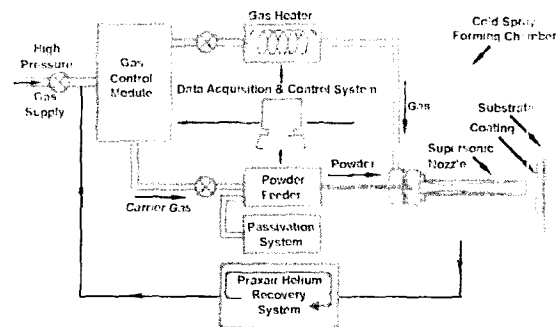 Gas Heater
Cold Spray
Forming Chamber
High
Pressure
Gas
Supply
Gas
Control
Module
Data Acquisition & Control System
Gas
Substrate
Coating
Supersonic
Nozzle
Powder
Powder
Feeder
Carrier Gas
Passivation
System
Praxair Helium
Recovery
System